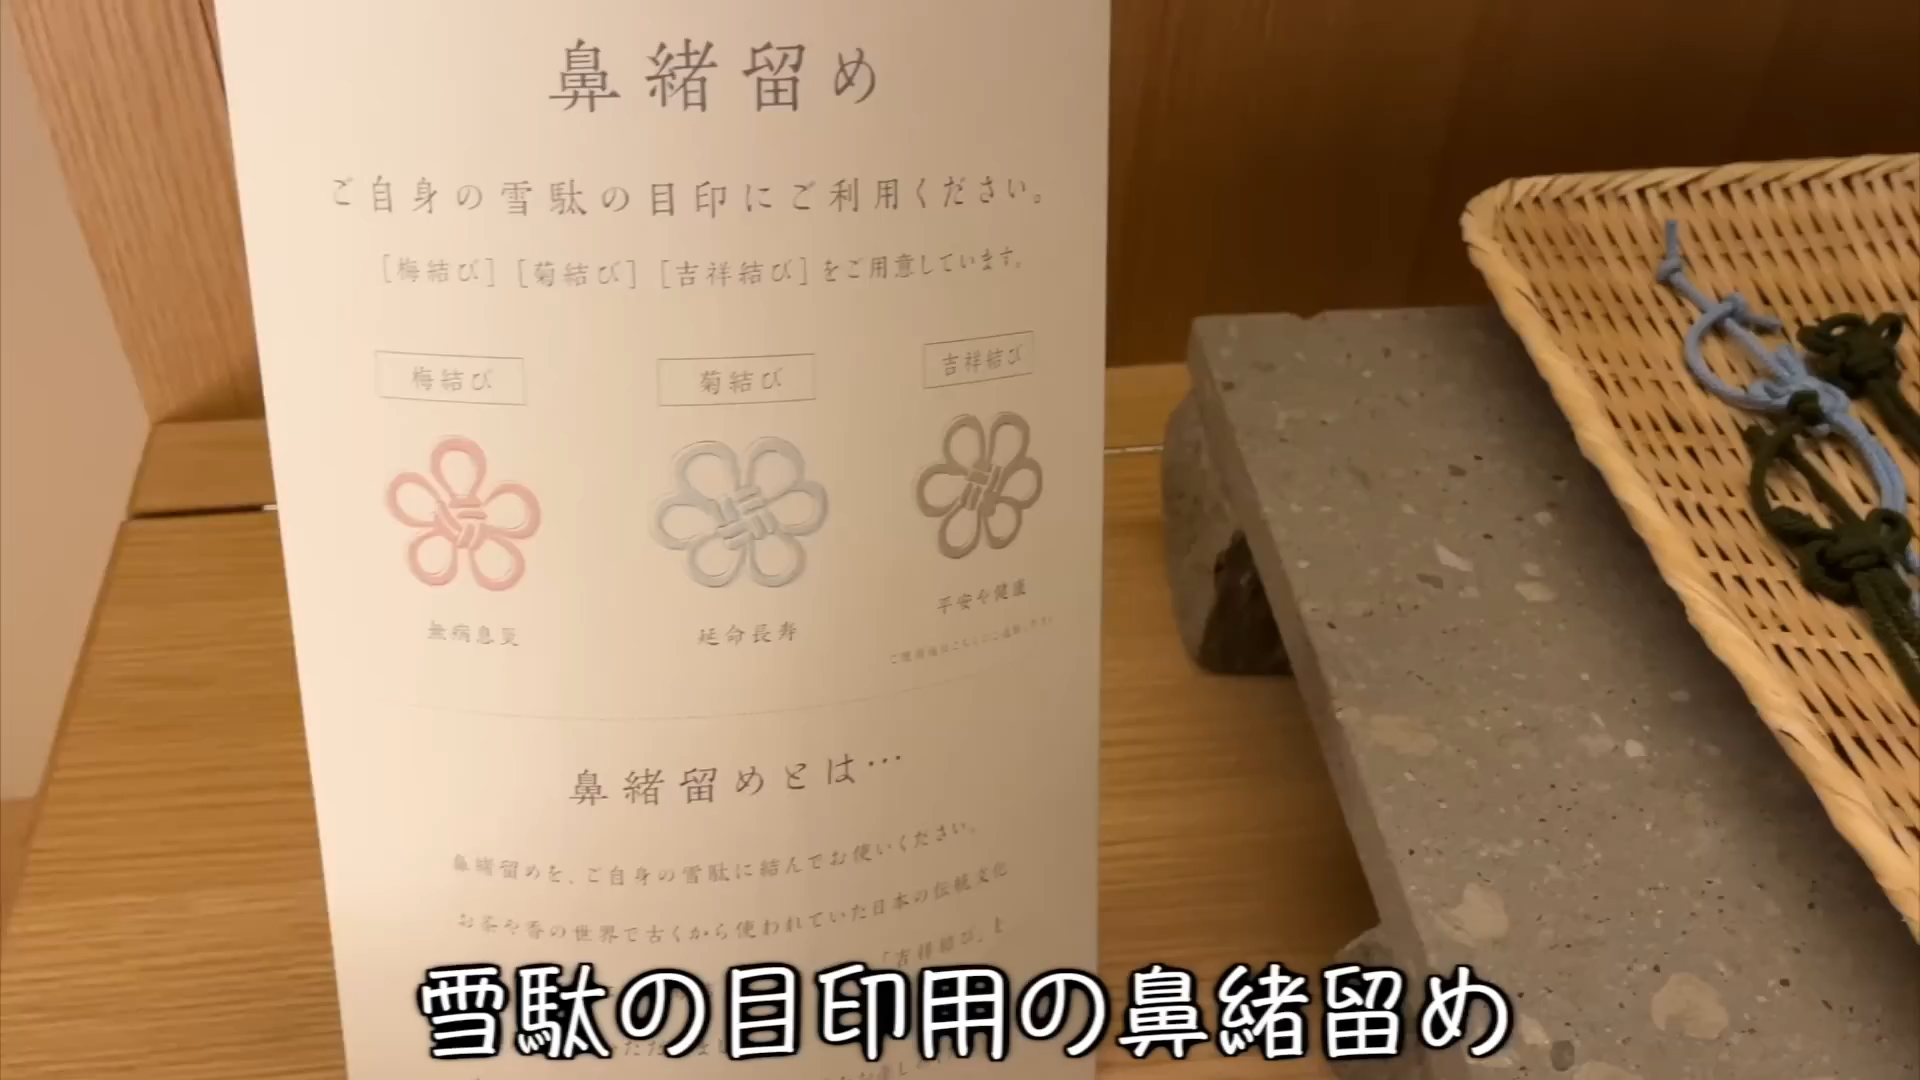 鼻緒留め
ご自身の雪駄の目印にご利用ください。
[梅結び] [菊結び] [吉祥結び] をご用意しています。
梅結び
菊結び
吉祥結び
無病息災
延命長寿
平安や健康
鼻緒留めとは…
鼻緒留めを、ご自身の雪駄に結んでお使いください。
お茶や香の世界で古くから使われていた日本の伝統文化
「吉祥結び」と
雪駄の目印用の鼻緒留め